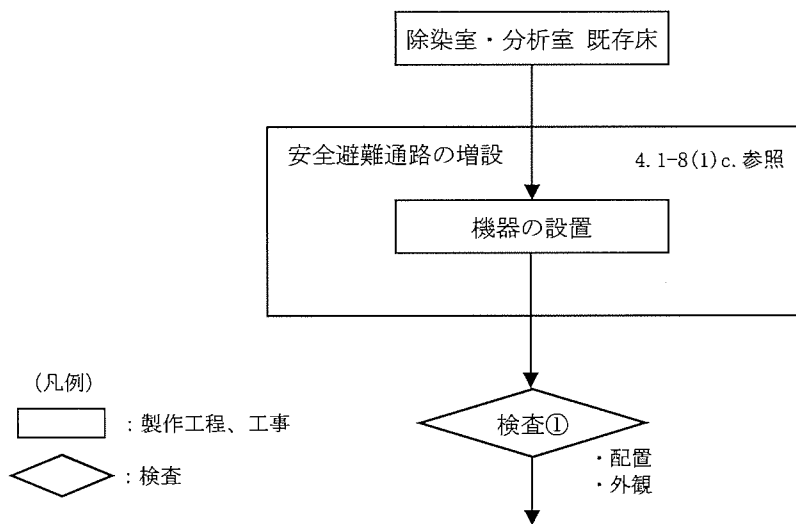 除染室・分析室 既存床
安全避難通路の増設
4.1-8(1)c.参照
機器の設置
検査①
・配置
・外観
(凡例)
：製作工程、工事
：検査